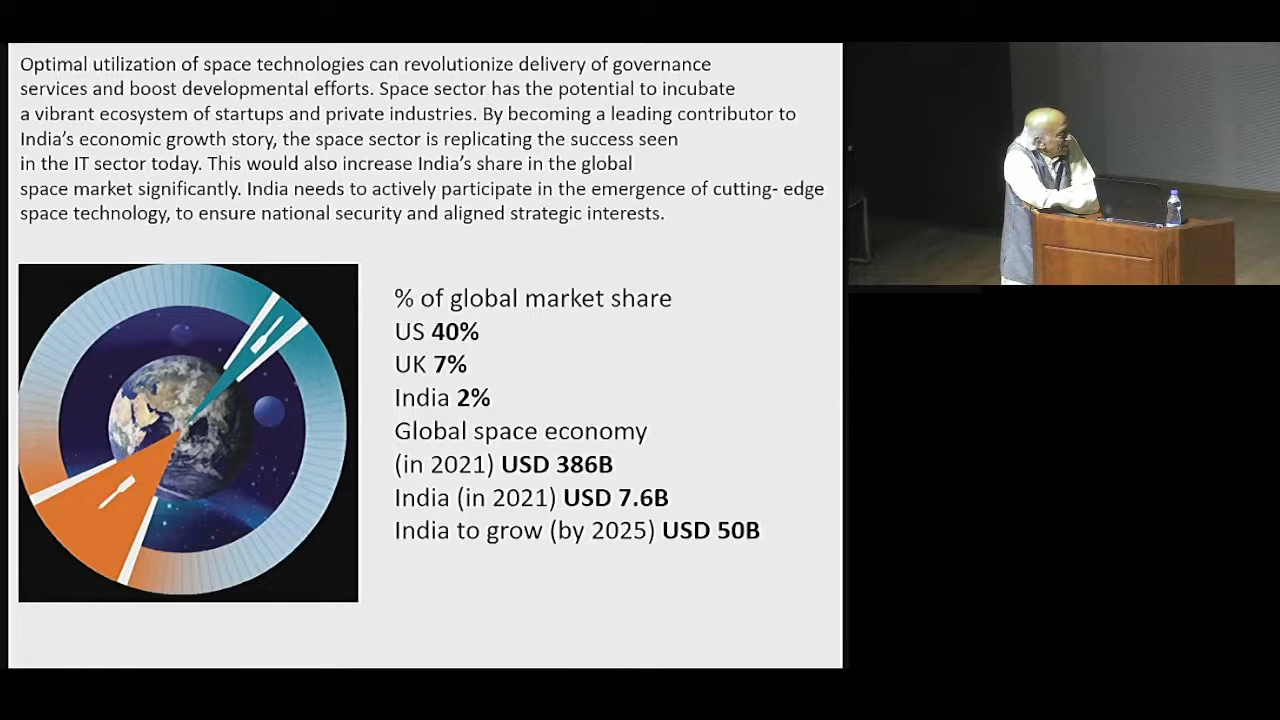 Optimal utilization of space technologies can revolutionize delivery of governance
services and boost developmental efforts. Space sector has the potential to incubate
a vibrant ecosystem of startups and private industries. By becoming a leading contributor to
India’s economic growth story, the space sector is replicating the success seen
in the IT sector today. This would also increase India’s share in the global
space market significantly. India needs to actively participate in the emergence of cutting- edge
space technology, to ensure national security and aligned strategic interests.
% of global market share
US 40%
UK 7%
India 2%
Global space economy
(in 2021) USD 386B
India (in 2021) USD 7.6B
India to grow (by 2025) USD 50B